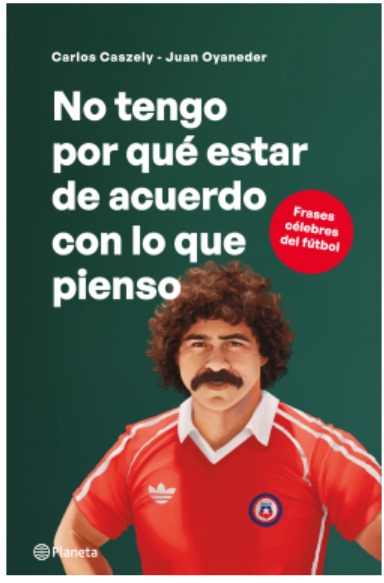 Carlos Caszely - Juan Oyaneder
No tengo
por qué estar
de acuerdo
con lo que
pienso
Frases
célebres
del fútbol
Planeta